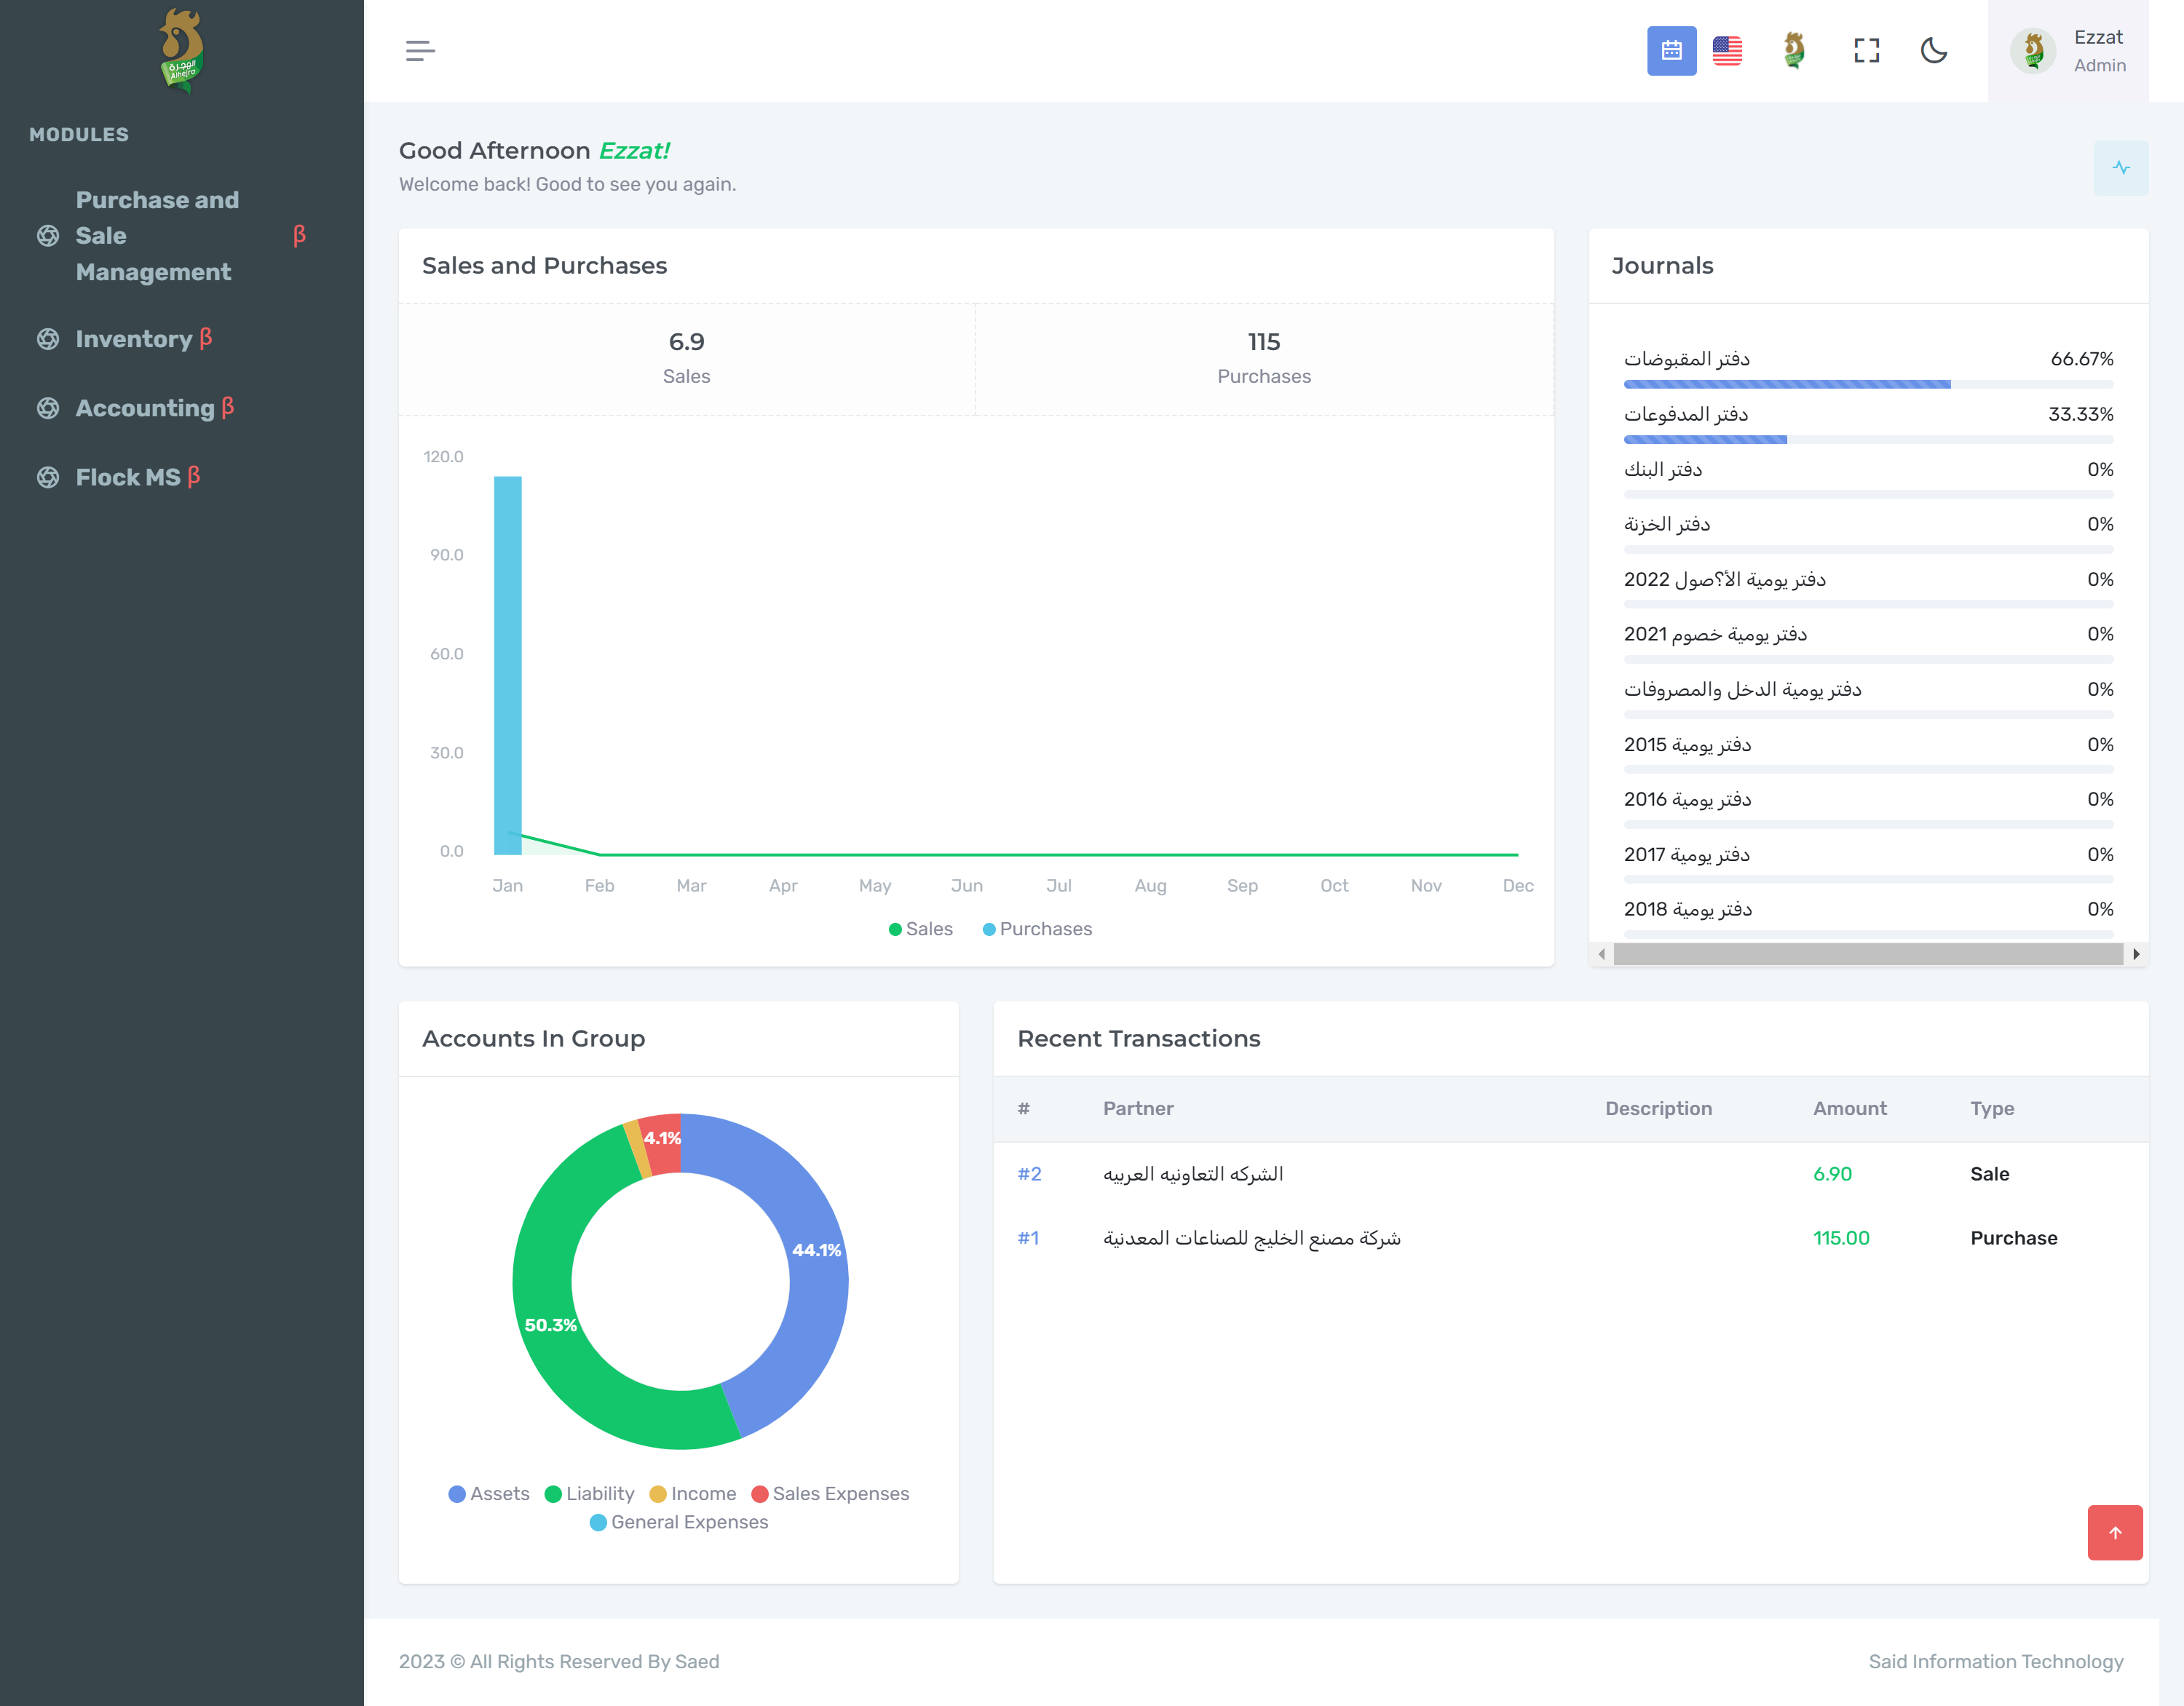 الوجرة
Alhejra
MODULES
Purchase and
Sale
Management
β
Inventory β
Accounting β
Flock MS β
Ezzat
Admin
Good Afternoon Ezzat!
Welcome back! Good to see you again.
Sales and Purchases
6.9
Sales
115
Purchases
120.0
90.0
60.0
30.0
0.0
Jan Feb Mar Apr May Jun Jul Aug Sep Oct Nov Dec
Sales Purchases
Journals
دفتر المقبوضات 66.67%
دفتر المدفوعات 33.33%
دفتر البنك 0%
دفتر الخزنة 0%
دفتر يومية الأ؟صول 2022 0%
دفتر يومية خصوم 2021 0%
دفتر يومية الدخل والمصروفات 0%
دفتر يومية 2015 0%
دفتر يومية 2016 0%
دفتر يومية 2017 0%
دفتر يومية 2018 0%
Accounts In Group
4.1%
44.1%
50.3%
Assets Liability Income Sales Expenses
General Expenses
Recent Transactions
# Partner Description Amount Type
#2 الشركه التعاونيه العربيه 6.90 Sale
#1 شركة مصنع الخليج للصناعات المعدنية 115.00 Purchase
2023 © All Rights Reserved By Saed
Said Information Technology